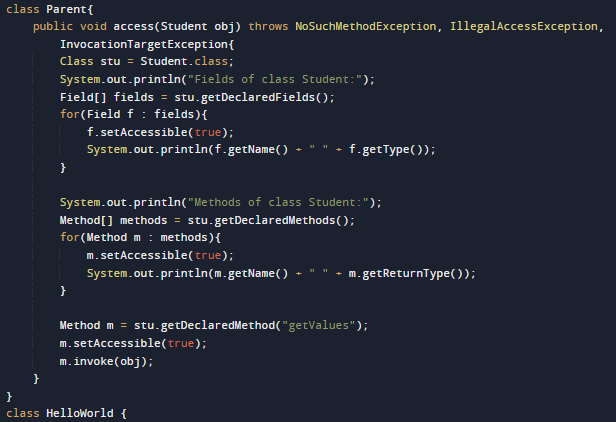 class Parent{
public void access(Student obj) throws NoSuchMethodException, IllegalAccessException,
InvocationTargetException{
Class stu = Student.class;
System.out.println("Fields of class Student:");
Field[] fields = stu.getDeclaredFields();
for(Field f : fields){
f.setAccessible(true);
System.out.println(f.getName() + " " + f.getType());
}
System.out.println("Methods of class Student:");
Method[] methods = stu.getDeclaredMethods();
for(Method m : methods){
m.setAccessible(true);
System.out.println(m.getName() + " " + m.getReturnType());
}
Method m = stu.getDeclaredMethod("getValues");
m.setAccessible(true);
m.invoke(obj);
}
}
class HelloWorld {